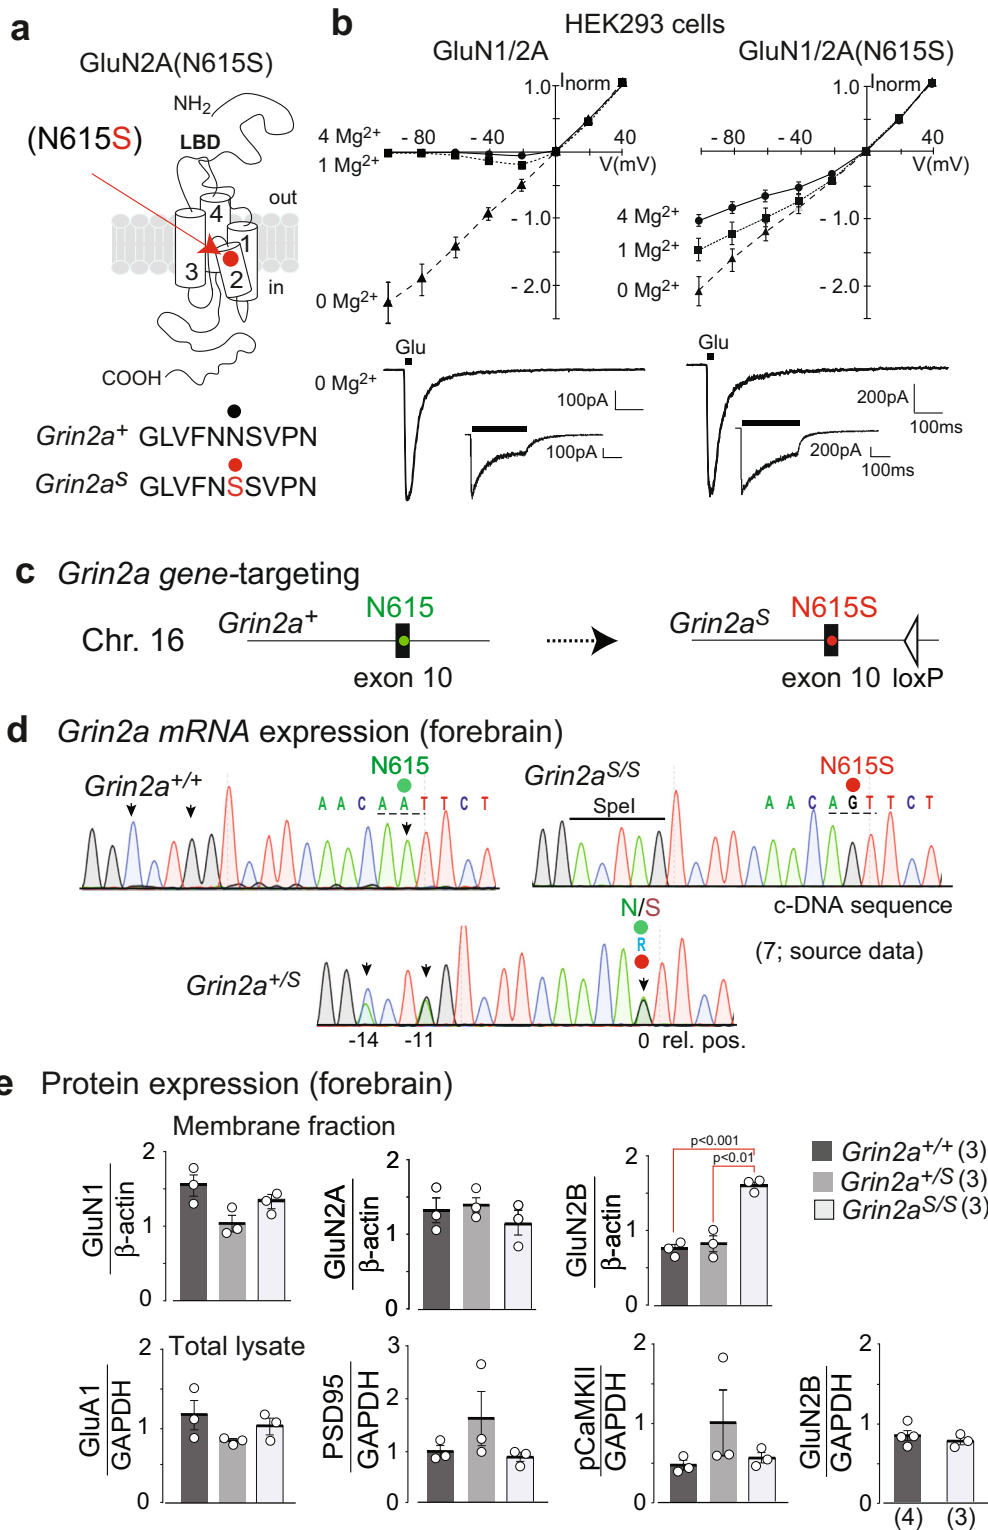 a
GluN2A(N615S)
NH2
(N615S)
LBD
out
4
1
3
2
in
COOH
Grin2a+ GLVFNNSVPN
Grin2aS GLVFNSSVPN
b
HEK293 cells
GluN1/2A
GluN1/2A(N615S)
1.0
Inorm
4 Mg2+
1 Mg2+
- 80
- 40
40
V(mV)
- 1.0
- 2.0
0 Mg2+
1.0
Inorm
- 80
- 40
40
V(mV)
4 Mg2+
- 1.0
1 Mg2+
0 Mg2+
- 2.0
Glu
0 Mg2+
100pA
100pA
Glu
200pA
100ms
200pA
100ms
c Grin2a gene-targeting
Chr. 16
Grin2a+
N615
exon 10
Grin2aS
N615S
exon 10
loxP
d Grin2a mRNA expression (forebrain)
Grin2a+/+
N615
A A C A A T T C T
Grin2aS/S
SpeI
N615S
A A C A G T T C T
c-DNA sequence
(7; source data)
Grin2a+/S
N/S
R
-14
-11
0 rel. pos.
e Protein expression (forebrain)
Membrane fraction
GluN1
β-actin
2
1
0
GluN2A
β-actin
2
1
0
GluN2B
β-actin
2
1
0
p<0.001
p<0.01
Grin2a+/+ (3)
Grin2a+/S (3)
Grin2aS/S (3)
Total lysate
GluA1
GAPDH
2
1
0
PSD95
GAPDH
3
2
1
0
pCaMKII
GAPDH
2
1
0
GluN2B
GAPDH
2
1
0
(4)
(3)